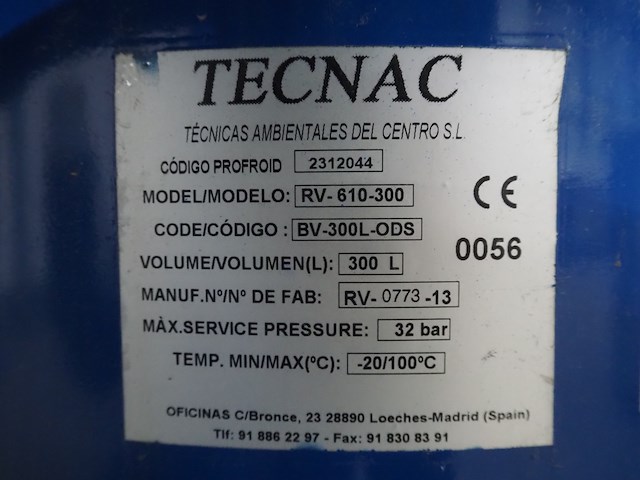 TECNAC
TÉCNICAS AMBIENTALES DEL CENTRO S.L.
CÓDIGO PROFROID 2312044
MODEL/MODELO: RV-610-300
CE
CODE/CÓDIGO : BV-300L-ODS
0056
VOLUME/VOLUMEN(L): 300 L
MANUF.Nº/Nº DE FAB: RV-0773-13
MÀX.SERVICE PRESSURE: 32 bar
TEMP. MIN/MAX(ºC): -20/100ºC
OFICINAS C/Bronce, 23 28890 Loeches-Madrid (Spain)
Tlf: 91 886 22 97 - Fax: 91 830 83 91